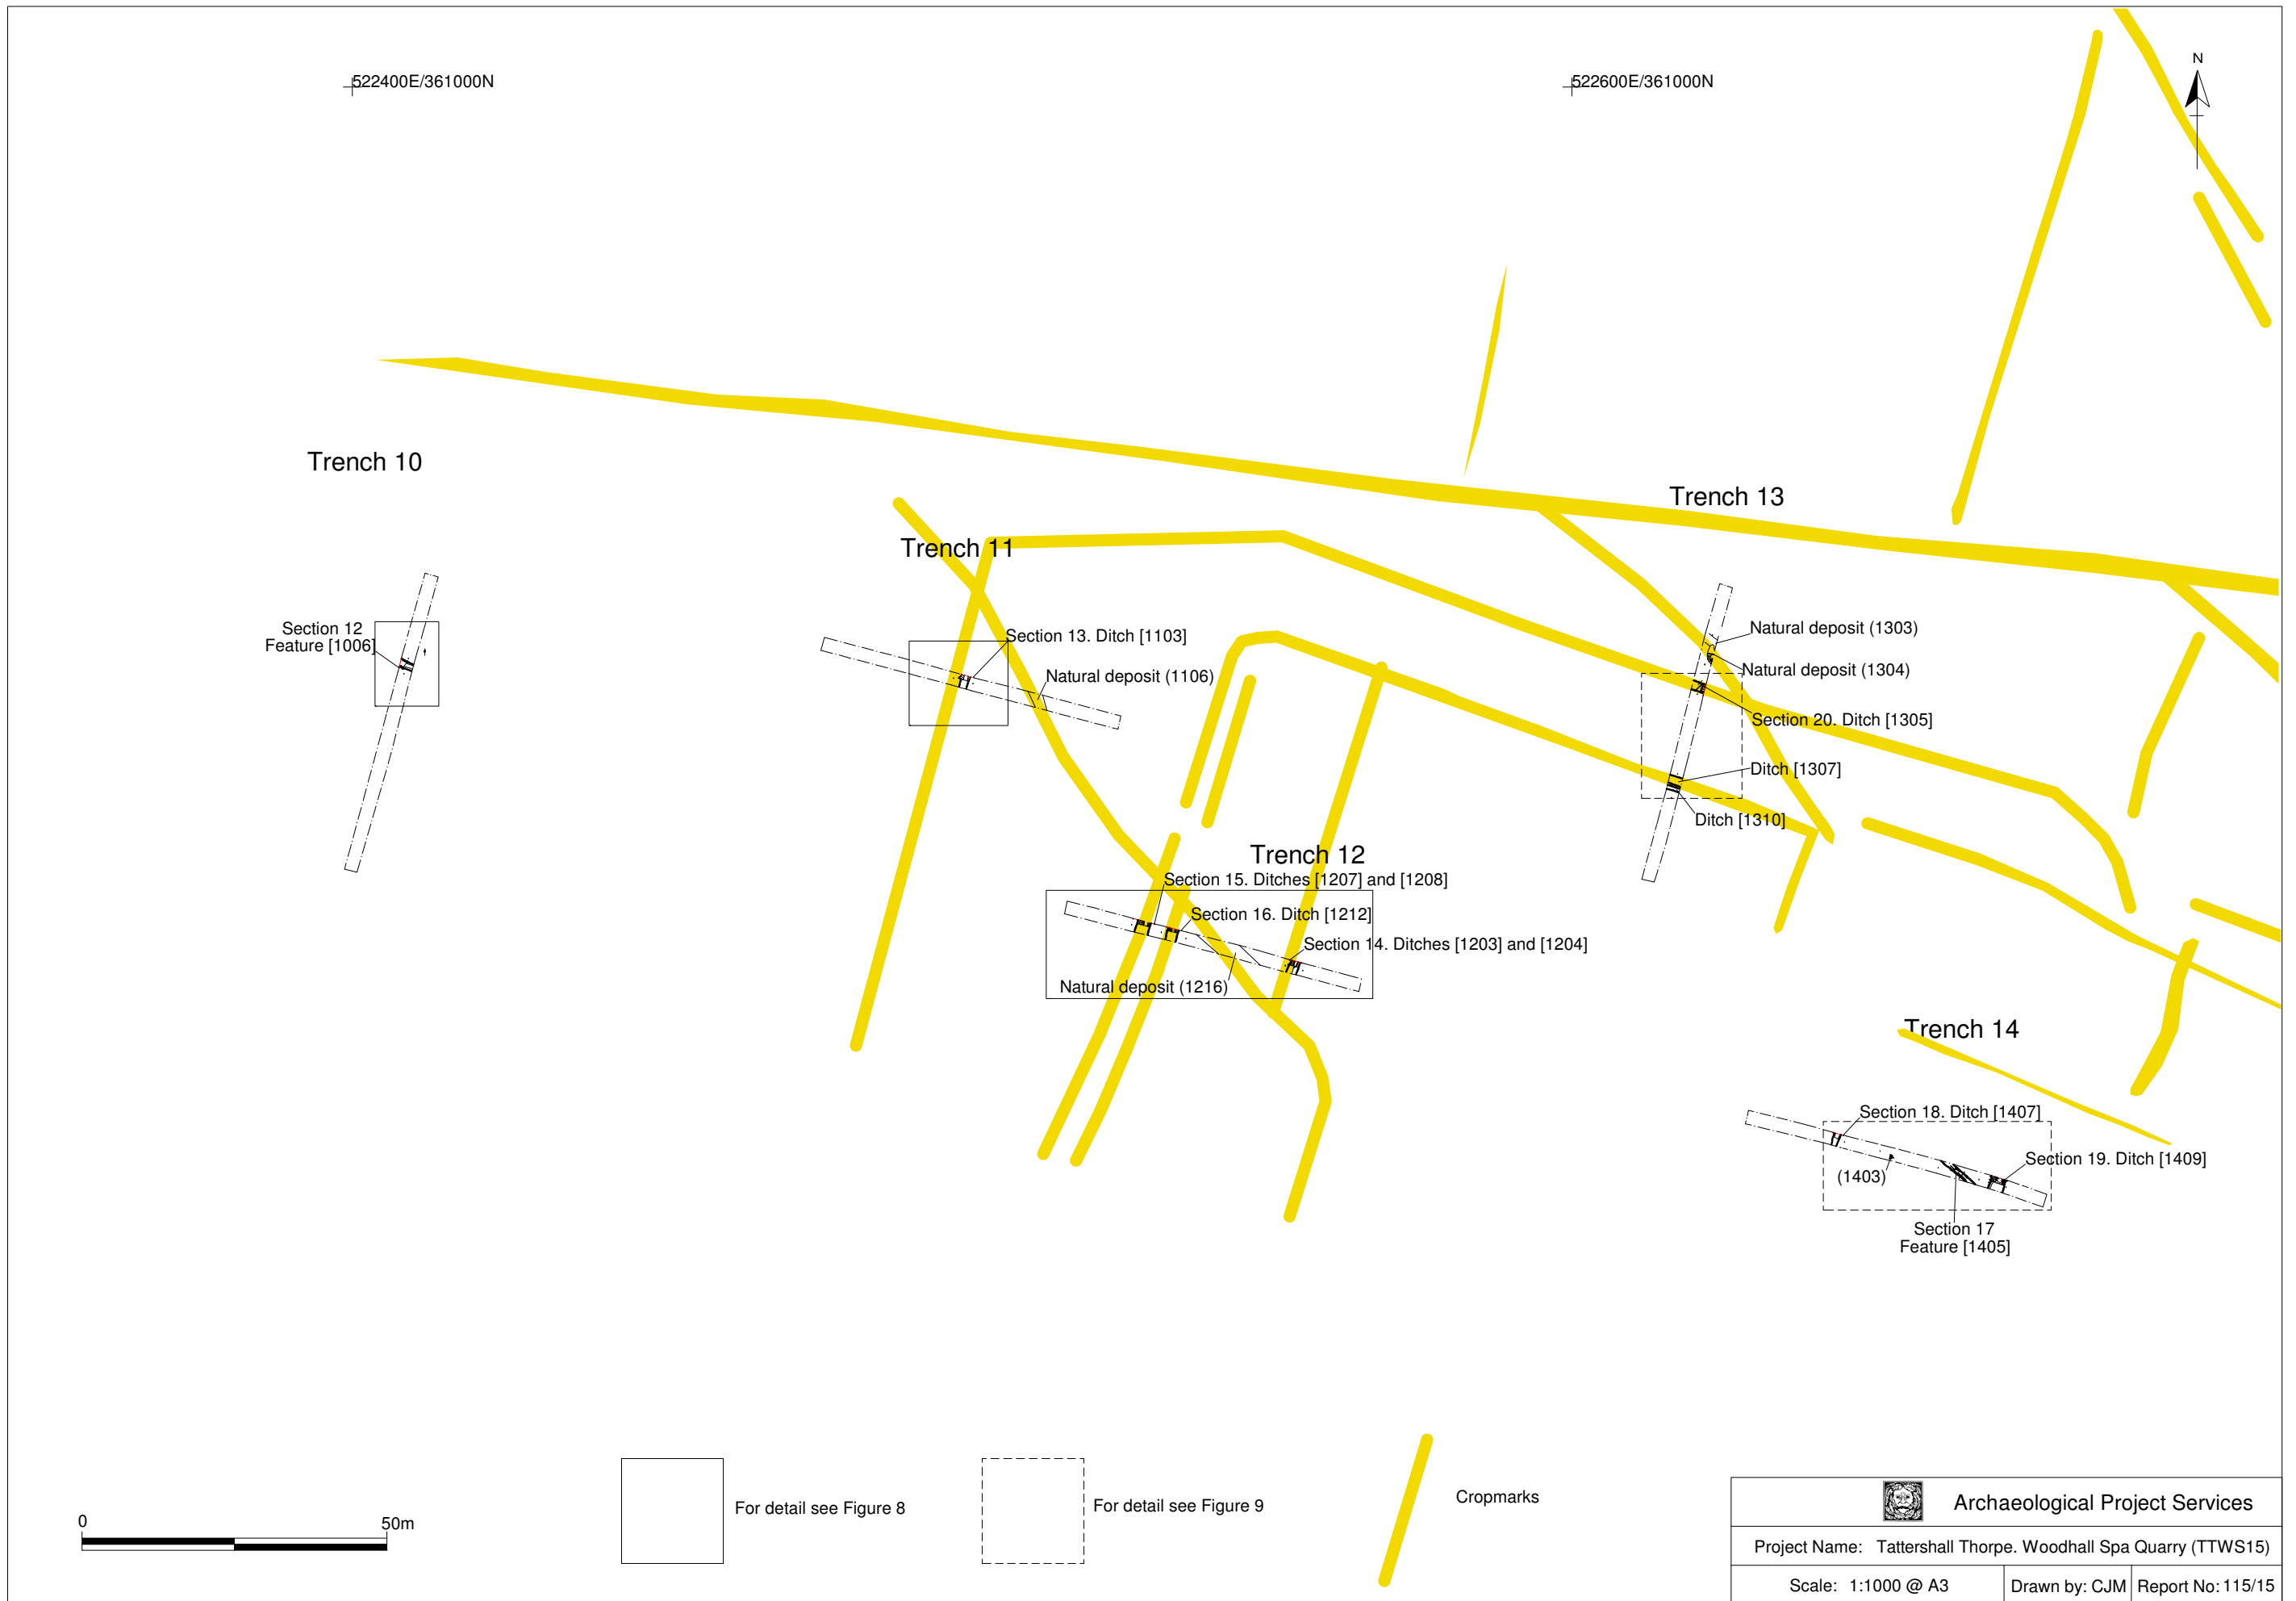 522400E/361000N
522600E/361000N
N
Trench 10
Trench 13
Trench 11
Section 12
Feature [1006]
Section 13. Ditch [1103]
Natural deposit (1106)
Natural deposit (1303)
Natural deposit (1304)
Section 20. Ditch [1305]
Ditch [1307]
Ditch [1310]
Trench 12
Section 15. Ditches [1207] and [1208]
Section 16. Ditch [1212]
Section 14. Ditches [1203] and [1204]
Natural deposit (1216)
Trench 14
Section 18. Ditch [1407]
(1403)
Section 19. Ditch [1409]
Section 17
Feature [1405]
0 50m
For detail see Figure 8
For detail see Figure 9
Cropmarks
Archaeological Project Services
Project Name: Tattershall Thorpe. Woodhall Spa Quarry (TTWS15)
Scale: 1:1000 @ A3
Drawn by: CJM
Report No: 115/15